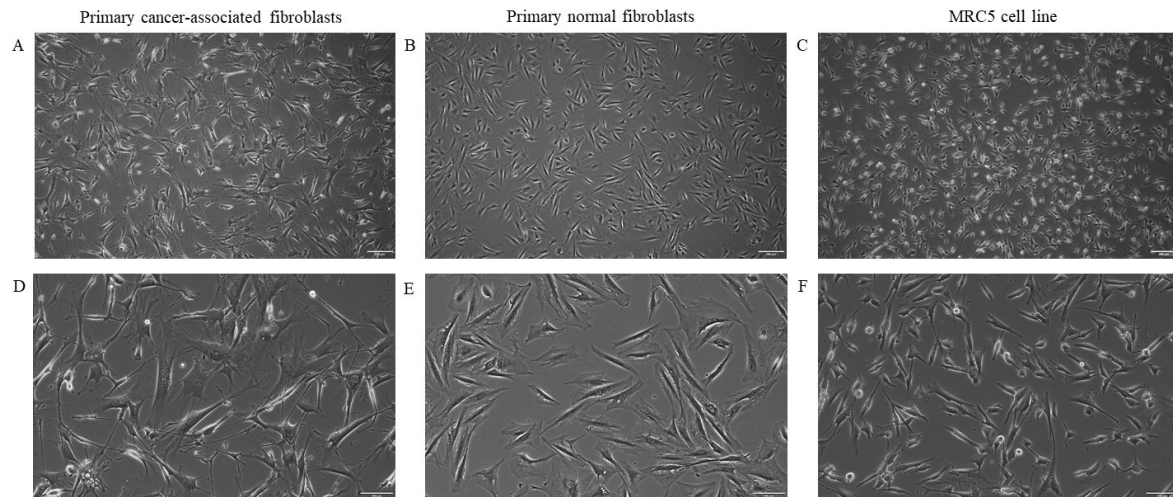 Primary cancer-associated fibroblasts
Primary normal fibroblasts
MRC5 cell line
A
B
C
D
E
F